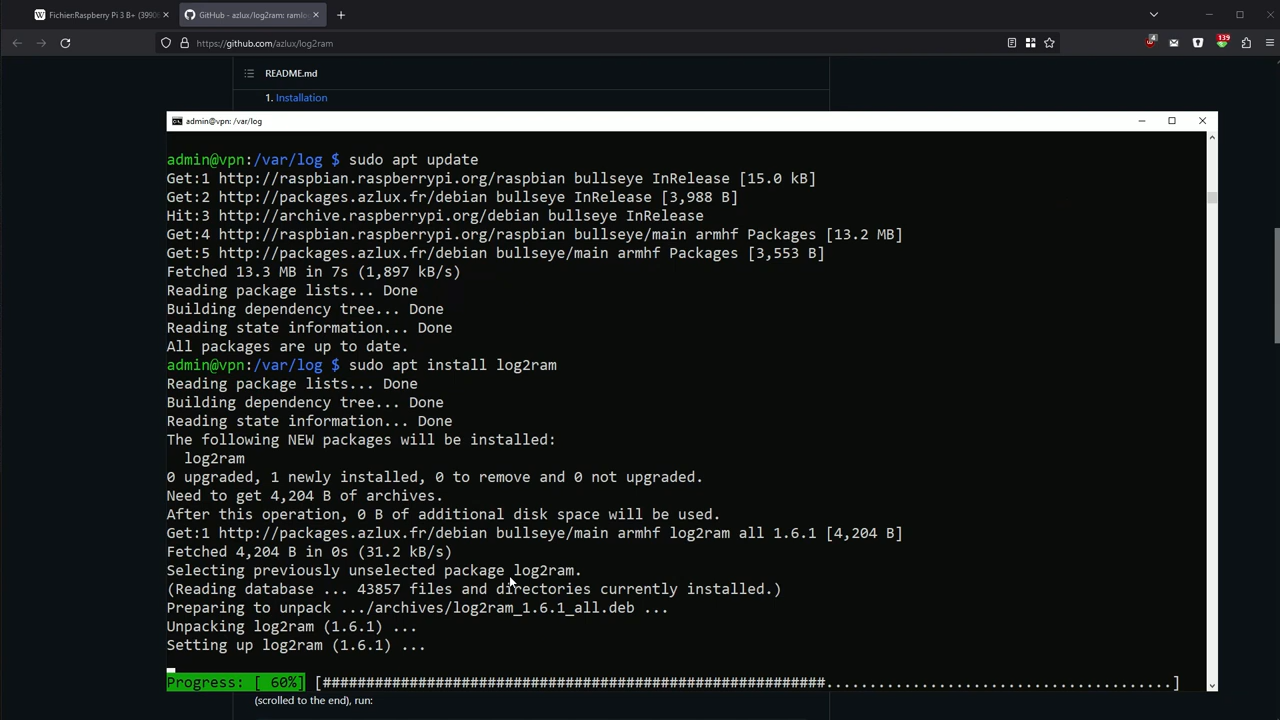 Fichier:Raspberry Pi 3 B+ (3990
GitHub - azlux/log2ram: ramlo
https://github.com/azlux/log2ram
4
139
README.md
1. Installation
admin@vpn: /var/log
admin@vpn:/var/log $ sudo apt update
Get:1 http://raspbian.raspberrypi.org/raspbian bullseye InRelease [15.0 kB]
Get:2 http://packages.azlux.fr/debian bullseye InRelease [3,988 B]
Hit:3 http://archive.raspberrypi.org/debian bullseye InRelease
Get:4 http://raspbian.raspberrypi.org/raspbian bullseye/main armhf Packages [13.2 MB]
Get:5 http://packages.azlux.fr/debian bullseye/main armhf Packages [3,553 B]
Fetched 13.3 MB in 7s (1,897 kB/s)
Reading package lists... Done
Building dependency tree... Done
Reading state information... Done
All packages are up to date.
admin@vpn:/var/log $ sudo apt install log2ram
Reading package lists... Done
Building dependency tree... Done
Reading state information... Done
The following NEW packages will be installed:
log2ram
0 upgraded, 1 newly installed, 0 to remove and 0 not upgraded.
Need to get 4,204 B of archives.
After this operation, 0 B of additional disk space will be used.
Get:1 http://packages.azlux.fr/debian bullseye/main armhf log2ram all 1.6.1 [4,204 B]
Fetched 4,204 B in 0s (31.2 kB/s)
Selecting previously unselected package log2ram.
(Reading database ... 43857 files and directories currently installed.)
Preparing to unpack .../archives/log2ram_1.6.1_all.deb ...
Unpacking log2ram (1.6.1) ...
Setting up log2ram (1.6.1) ...
Progress: [ 60%] [##########################################################........................................]
(scrolled to the end), run: